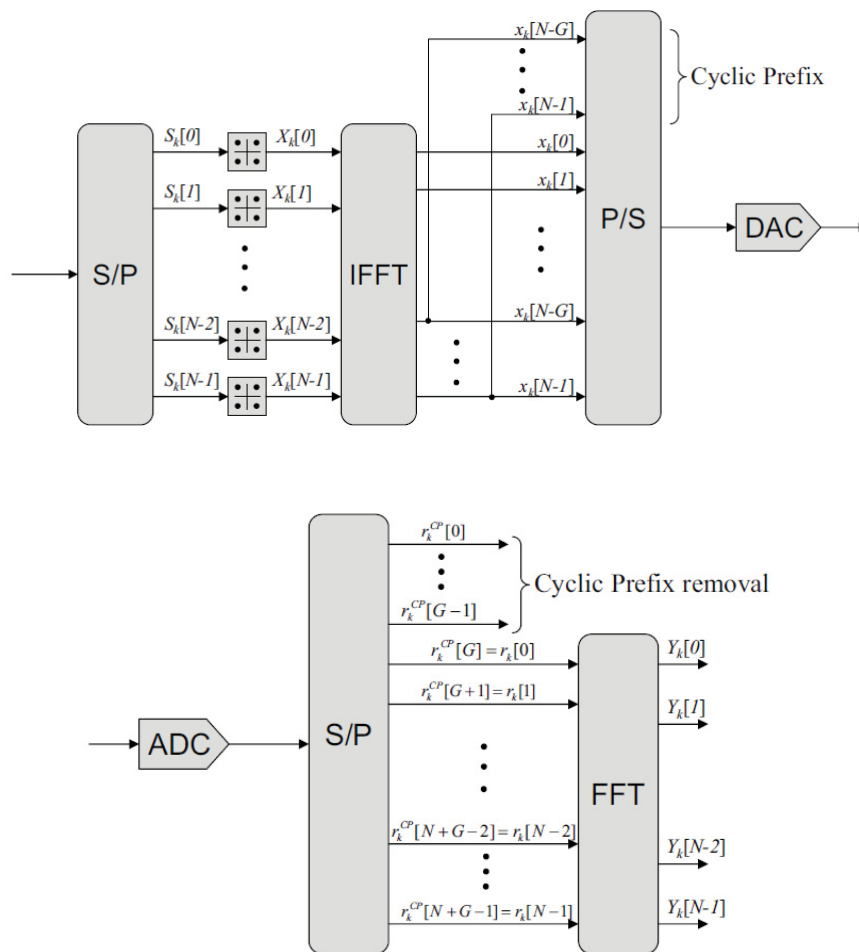 x_k[N-G]
Cyclic Prefix
x_k[N-1]
S_k[0] X_k[0] x_k[0]
S_k[1] X_k[1] x_k[1]
S/P IFFT P/S DAC
S_k[N-2] X_k[N-2] x_k[N-G]
S_k[N-1] X_k[N-1] x_k[N-1]
r_k^{CP}[0]
Cyclic Prefix removal
r_k^{CP}[G-1]
r_k^{CP}[G] = r_k[0] Y_k[0]
r_k^{CP}[G+1] = r_k[1] Y_k[1]
ADC S/P FFT
r_k^{CP}[N+G-2] = r_k[N-2] Y_k[N-2]
r_k^{CP}[N+G-1] = r_k[N-1] Y_k[N-1]